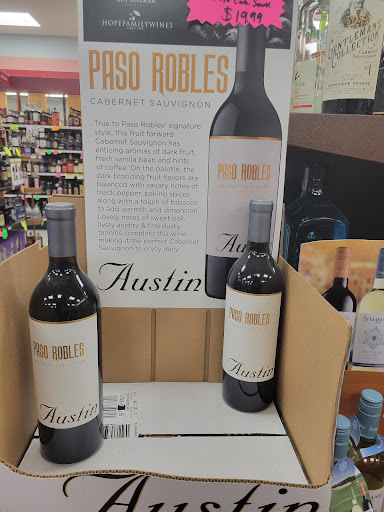 HOPEFAMILYWINES
$19.99
PASO ROBLES
CABERNET SAUVIGNON
True to Paso Robles' signature
style, this fruit forward
Cabernet Sauvignon has
enticing aromas of dark fruit,
fresh vanilla bean and hints
of coffee. On the palette, the
dark brooding fruit flavors are
balanced with savory notes of
black pepper, baking spices
along with a touch of tobacco
to add warmth and dimension.
Lovely notes of sweet oak,
lively acidity & fine dusty
tannins complete this wine
making it the perfect Cabernet
Sauvignon to enjoy daily.
Austin
PASO ROBLES
CABERNET SAUVIGNON
Austin
PASO ROBLES
Austin
PASO ROBLES
Austin
Austin
GENTLEMAN'S
COLLECTION